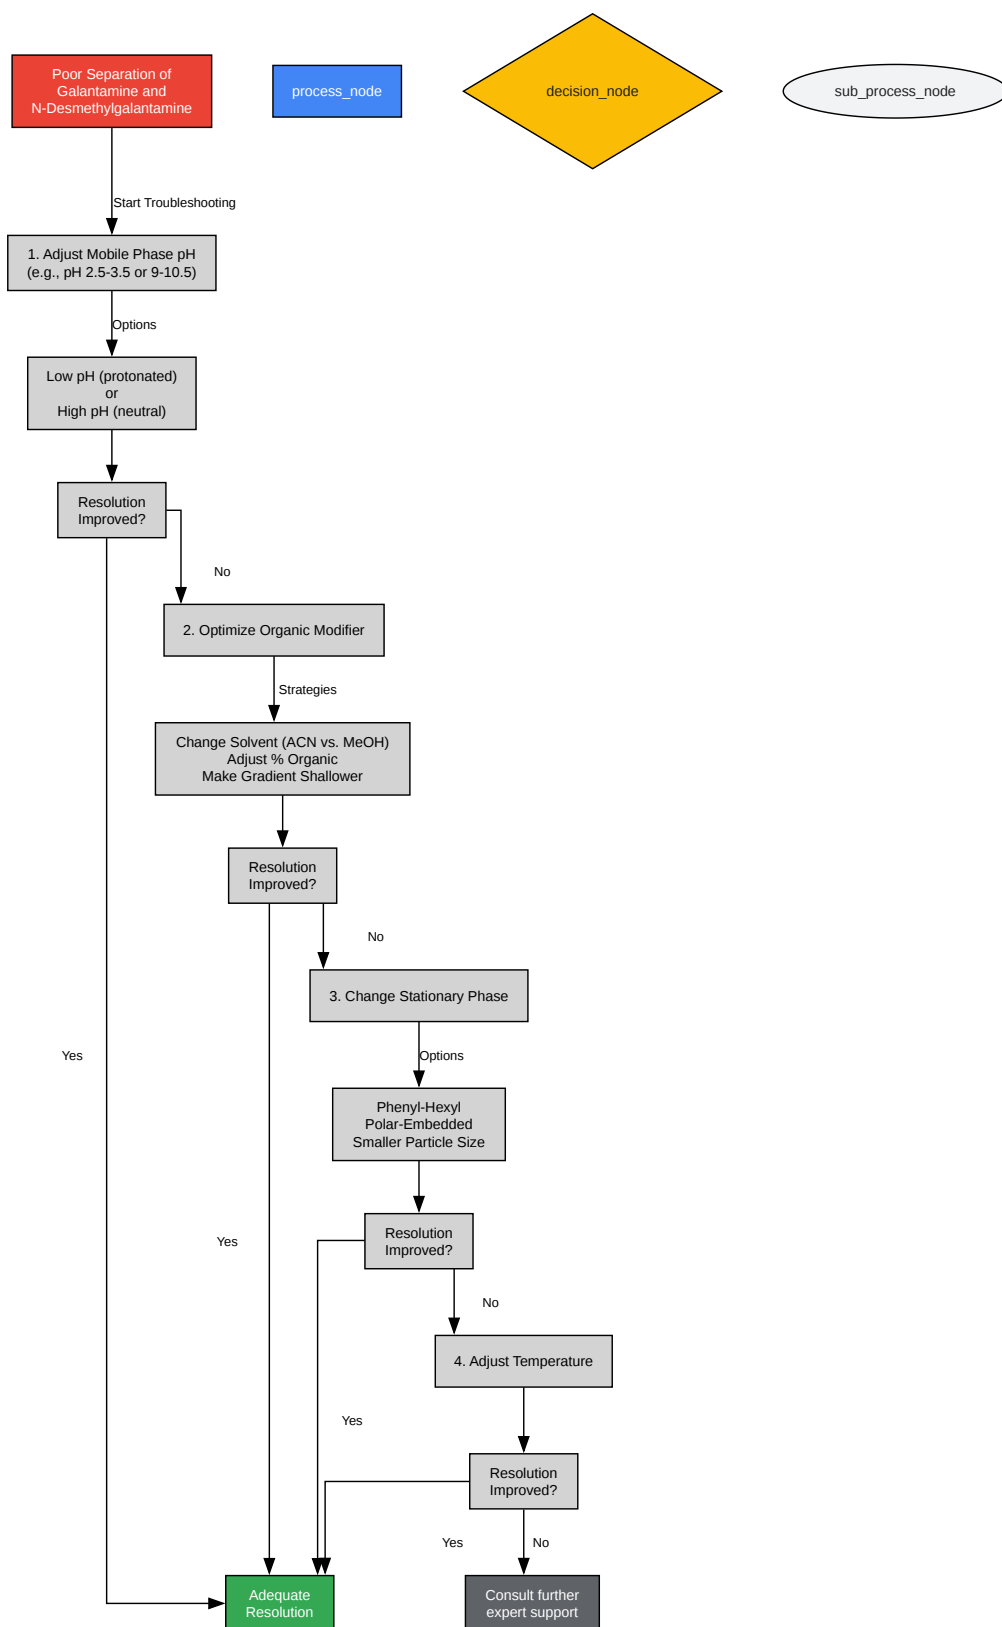 Poor Separation of
Galantamine and
N-Desmethylgalantamine
process_node
decision_node
sub_process_node
Start Troubleshooting
1. Adjust Mobile Phase pH
(e.g., pH 2.5-3.5 or 9-10.5)
Options
Low pH (protonated)
or
High pH (neutral)
Resolution
Improved?
No
2. Optimize Organic Modifier
Strategies
Change Solvent (ACN vs. MeOH)
Adjust % Organic
Make Gradient Shallower
Resolution
Improved?
No
3. Change Stationary Phase
Yes
Options
Phenyl-Hexyl
Polar-Embedded
Smaller Particle Size
Yes
Resolution
Improved?
No
4. Adjust Temperature
Yes
Resolution
Improved?
Yes
No
Adequate
Resolution
Consult further
expert support